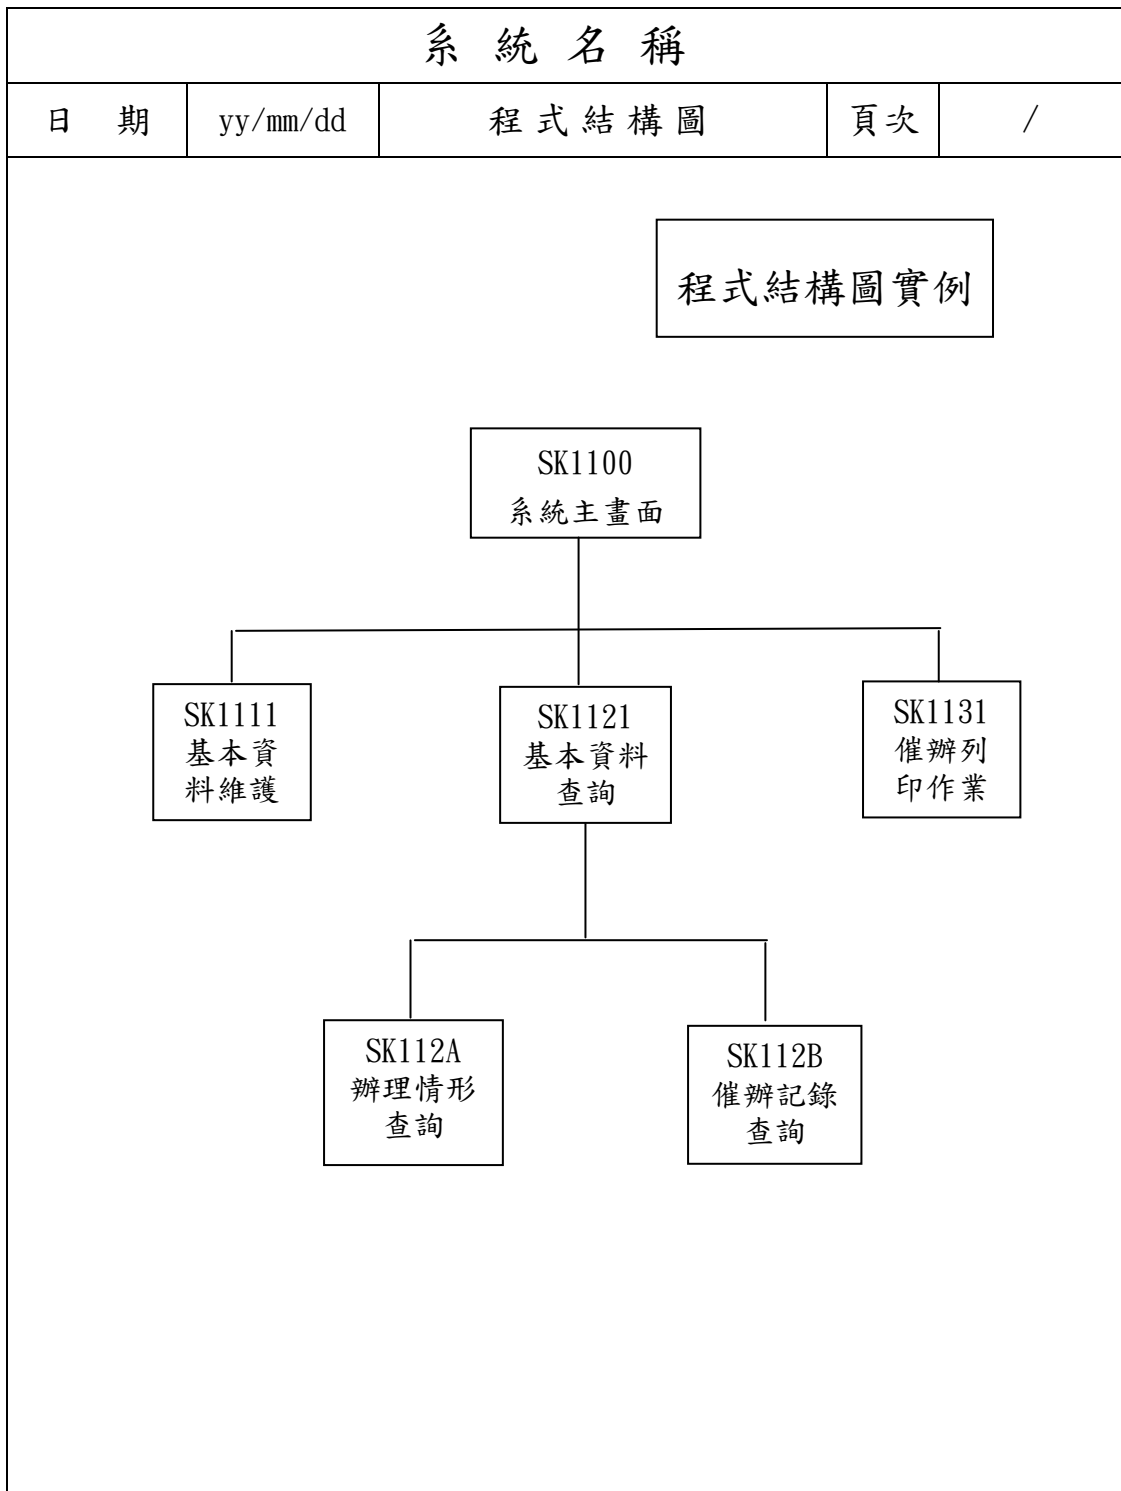 系 統 名 稱
日 期 yy/mm/dd 程 式 結 構 圖 頁次 /
程式結構圖實例
SK1100
系統主畫面
SK1111
基本資
料維護
SK1121
基本資料
查詢
SK1131
催辦列
印作業
SK112A
辦理情形
查詢
SK112B
催辦記錄
查詢